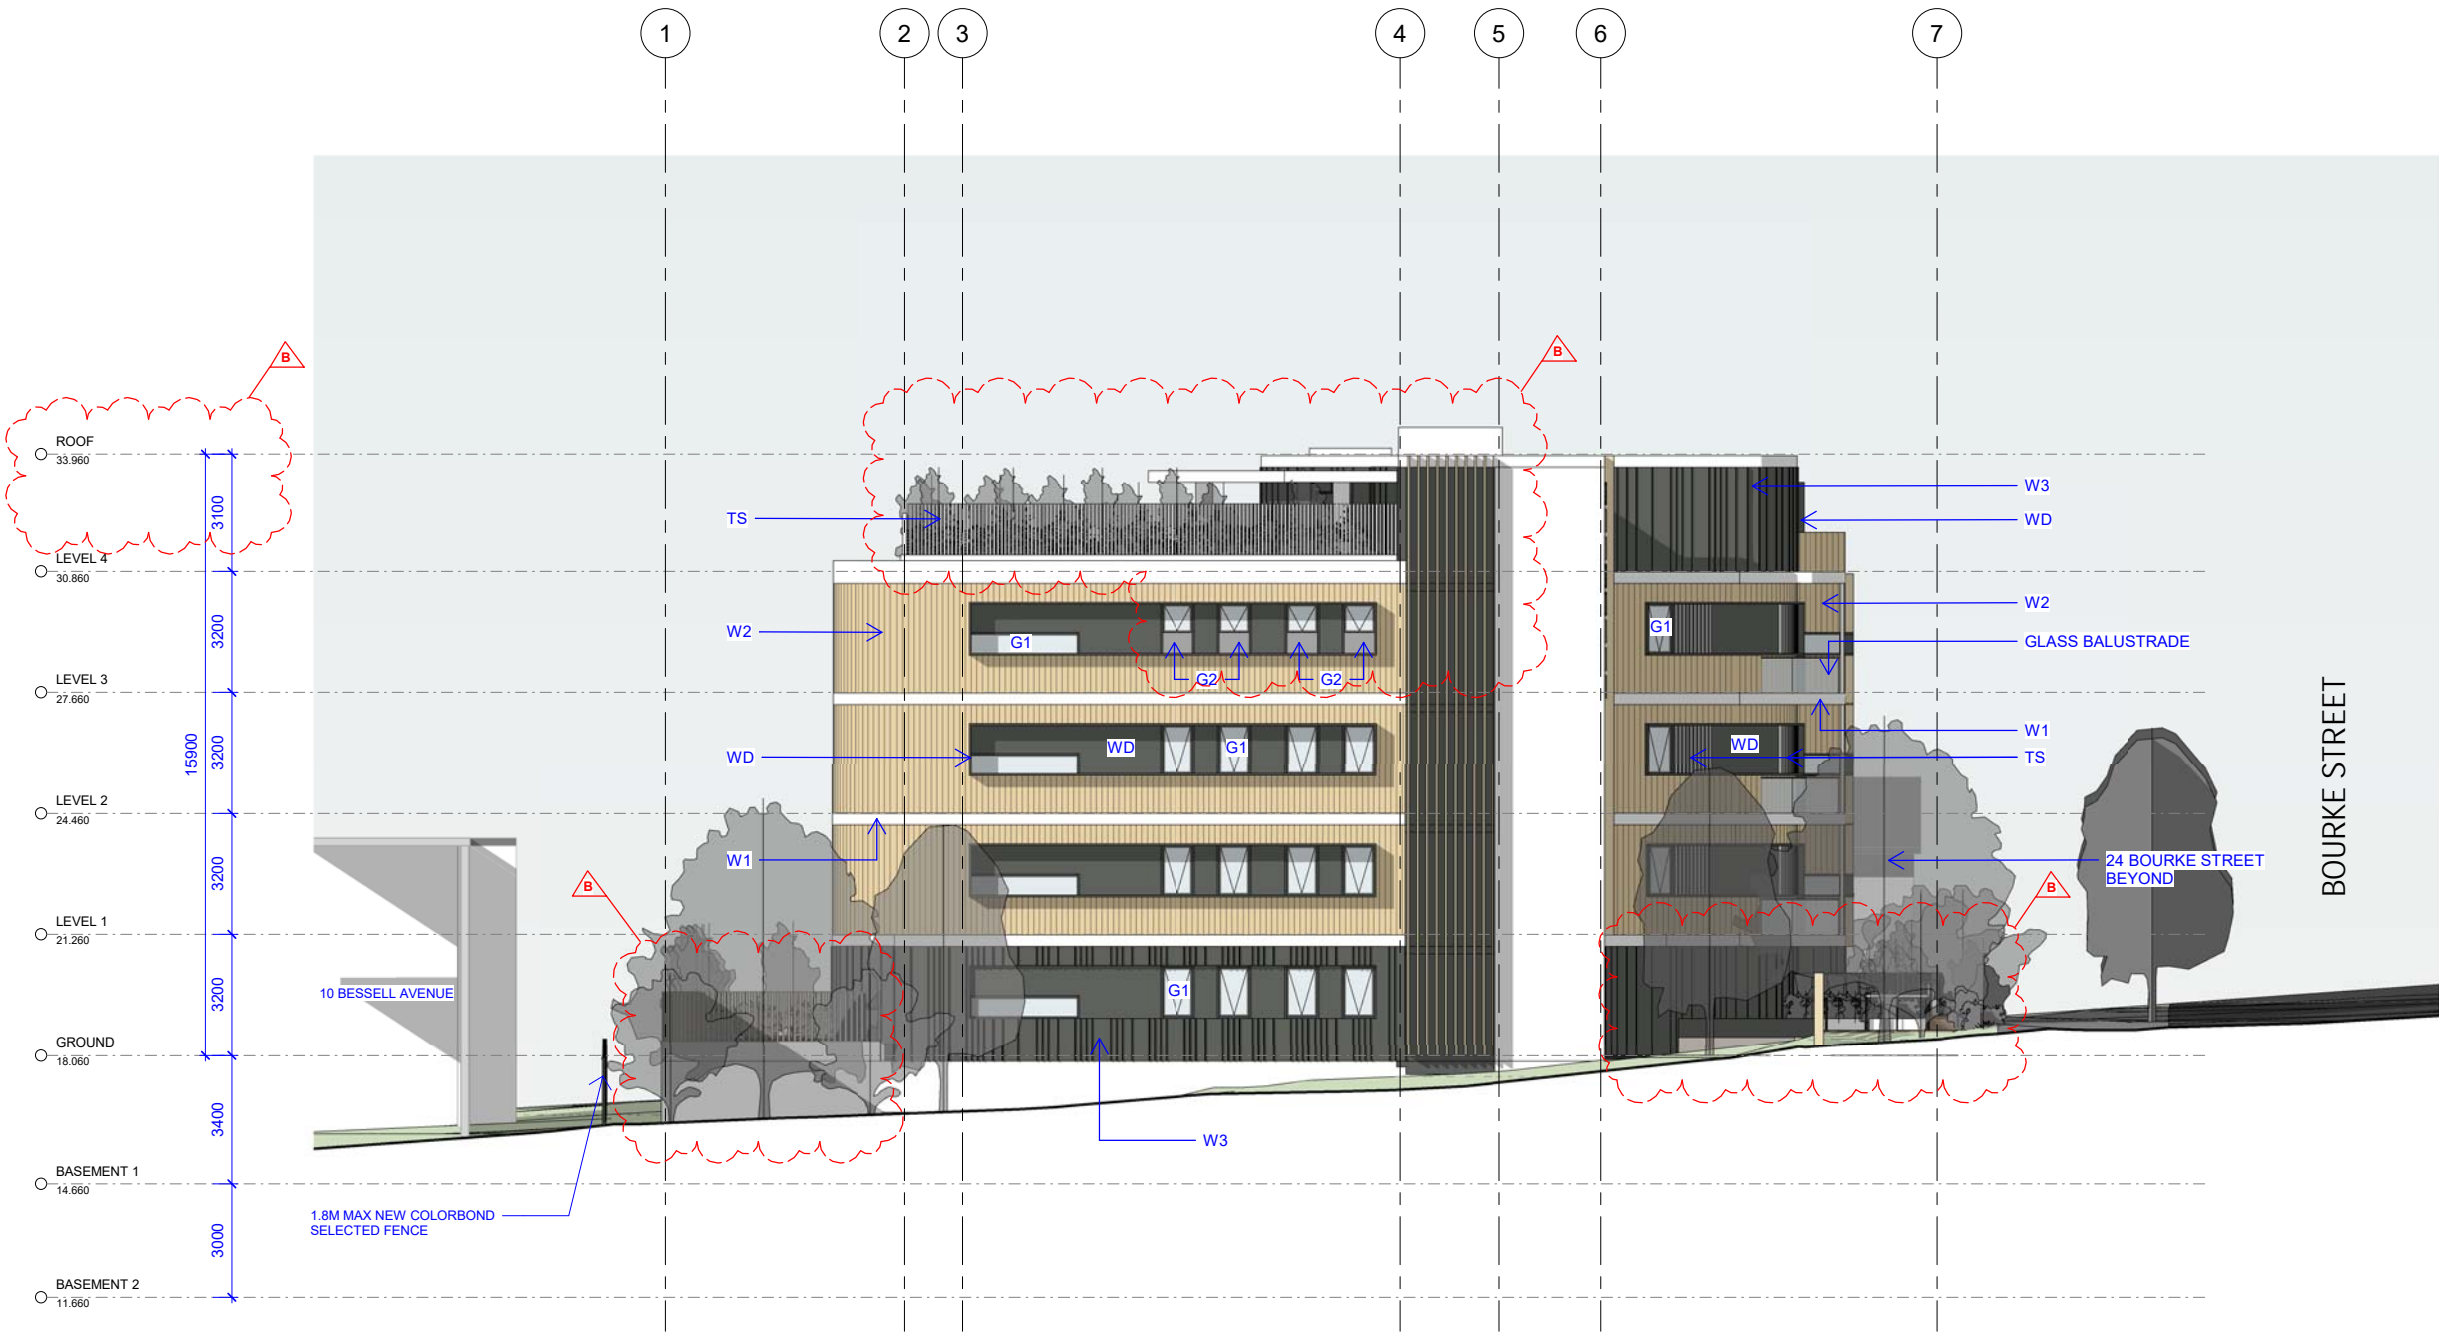 1
2
3
4
5
6
7
B
B
ROOF
33.960
3100
W3
TS
WD
LEVEL 4
30.860
W2
3200
W2
G1
G1
GLASS BALUSTRADE
LEVEL 3
27.660
G2
G2
W1
15900
3200
WD
WD
G1
WD
TS
BOURKE STREET
LEVEL 2
24.460
W1
3200
24 BOURKE STREET
BEYOND
B
B
LEVEL 1
21.260
10 BESSELL AVENUE
3200
G1
GROUND
18.060
3400
W3
BASEMENT 1
14.660
1.8M MAX NEW COLORBOND
SELECTED FENCE
3000
BASEMENT 2
11.660